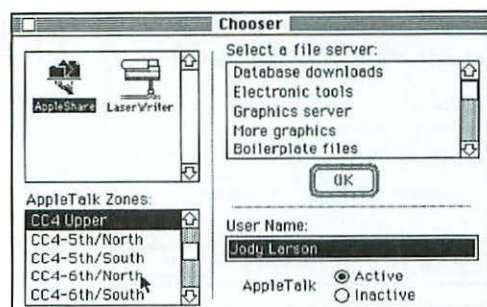 Chooser
AppleShare
LaserWriter
AppleTalk Zones:
CC4 Upper
CC4-5th/North
CC4-5th/South
CC4-6th/North
CC4-6th/South
Select a file server:
Database downloads
Electronic tools
Graphics server
More graphics
Boilerplate files
OK
User Name:
Jody Larson
AppleTalk
Active
Inactive